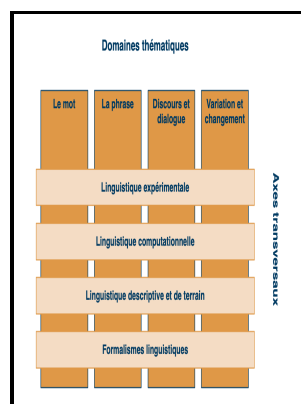 Domaines thématiques
Le mot
La phrase
Discours et
dialogue
Variation et
changement
Linguistique expérimentale
Linguistique computationnelle
Linguistique descriptive et de terrain
Formalismes linguistiques
Axes transversaux